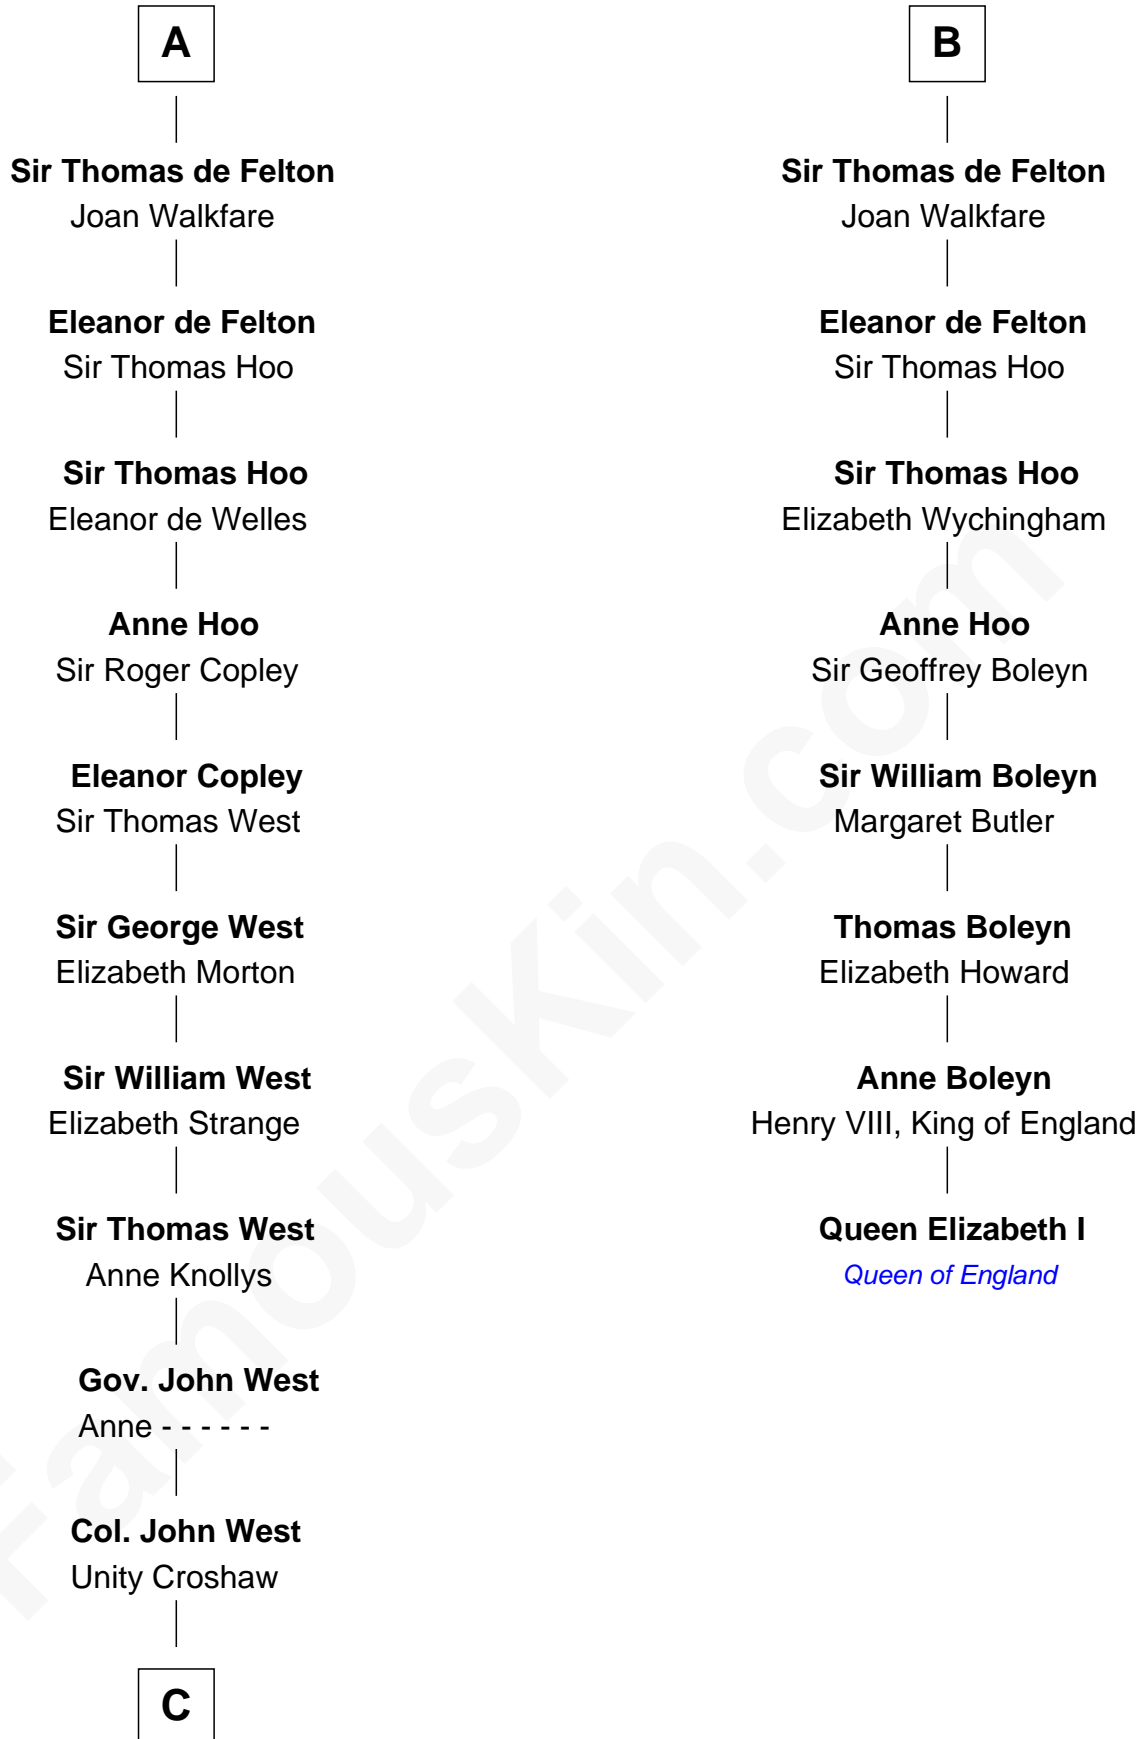 A
Sir Thomas de Felton
Joan Walkfare
Eleanor de Felton
Sir Thomas Hoo
Sir Thomas Hoo
Eleanor de Welles
Anne Hoo
Sir Roger Copley
Eleanor Copley
Sir Thomas West
Sir George West
Elizabeth Morton
Sir William West
Elizabeth Strange
Sir Thomas West
Anne Knollys
Gov. John West
Anne - - - - - -
Col. John West
Unity Croshaw
C
B
Sir Thomas de Felton
Joan Walkfare
Eleanor de Felton
Sir Thomas Hoo
Sir Thomas Hoo
Elizabeth Wychingham
Anne Hoo
Sir Geoffrey Boleyn
Sir William Boleyn
Margaret Butler
Thomas Boleyn
Elizabeth Howard
Anne Boleyn
Henry VIII, King of England
Queen Elizabeth I
Queen of England
FamousKin.com